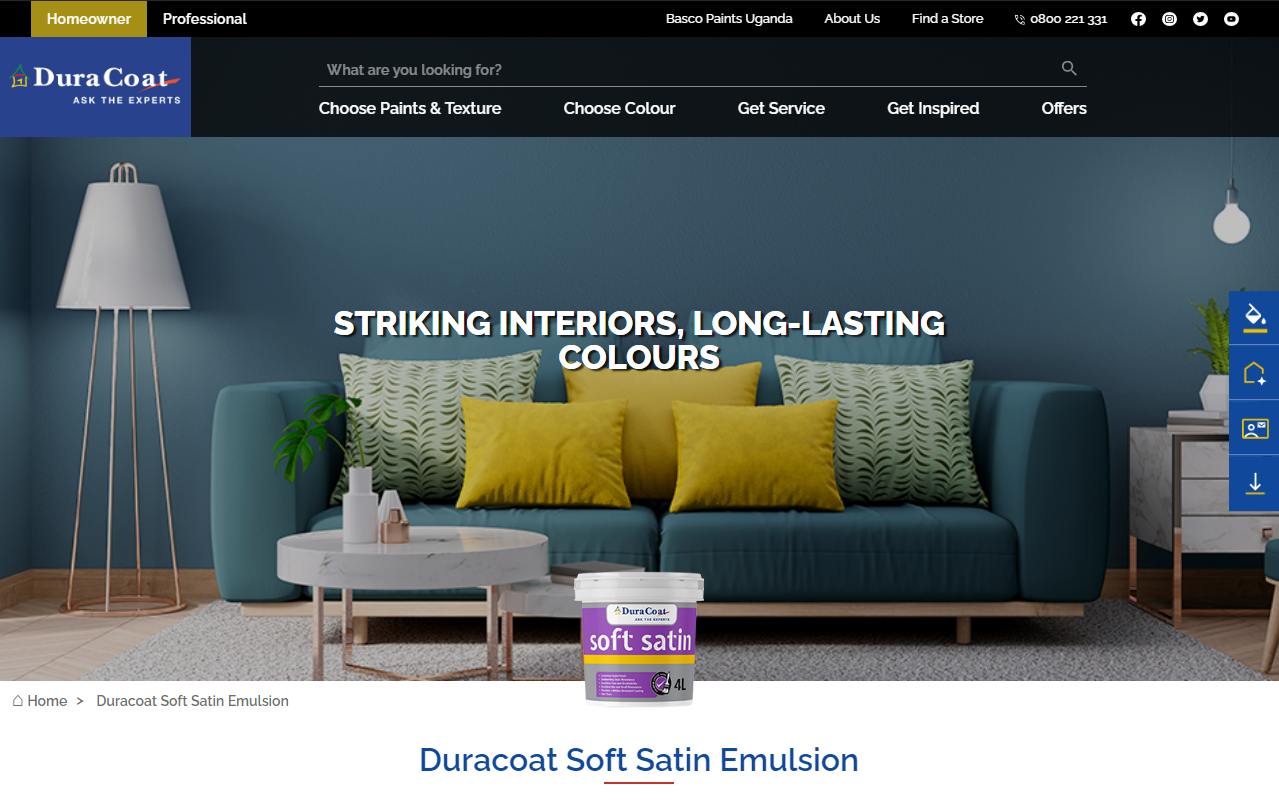 Homeowner
Professional
Basco Paints Uganda
About Us
Find a Store
0800 221 331
DuraCoat
ASK THE EXPERTS
What are you looking for?
Choose Paints & Texture
Choose Colour
Get Service
Get Inspired
Offers
STRIKING INTERIORS, LONG-LASTING
COLOURS
DuraCoat
ASK THE EXPERTS
soft satin
4L
Home > Duracoat Soft Satin Emulsion
Duracoat Soft Satin Emulsion